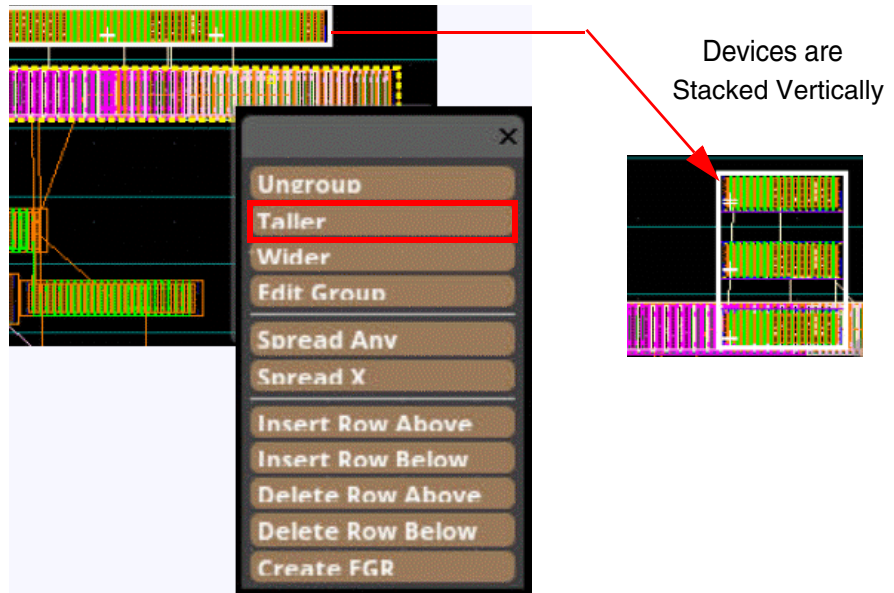 Devices are
Stacked Vertically
Ungroup
Taller
Wider
Edit Group
Spread Any
Spread X
Insert Row Above
Insert Row Below
Delete Row Above
Delete Row Below
Create FGR